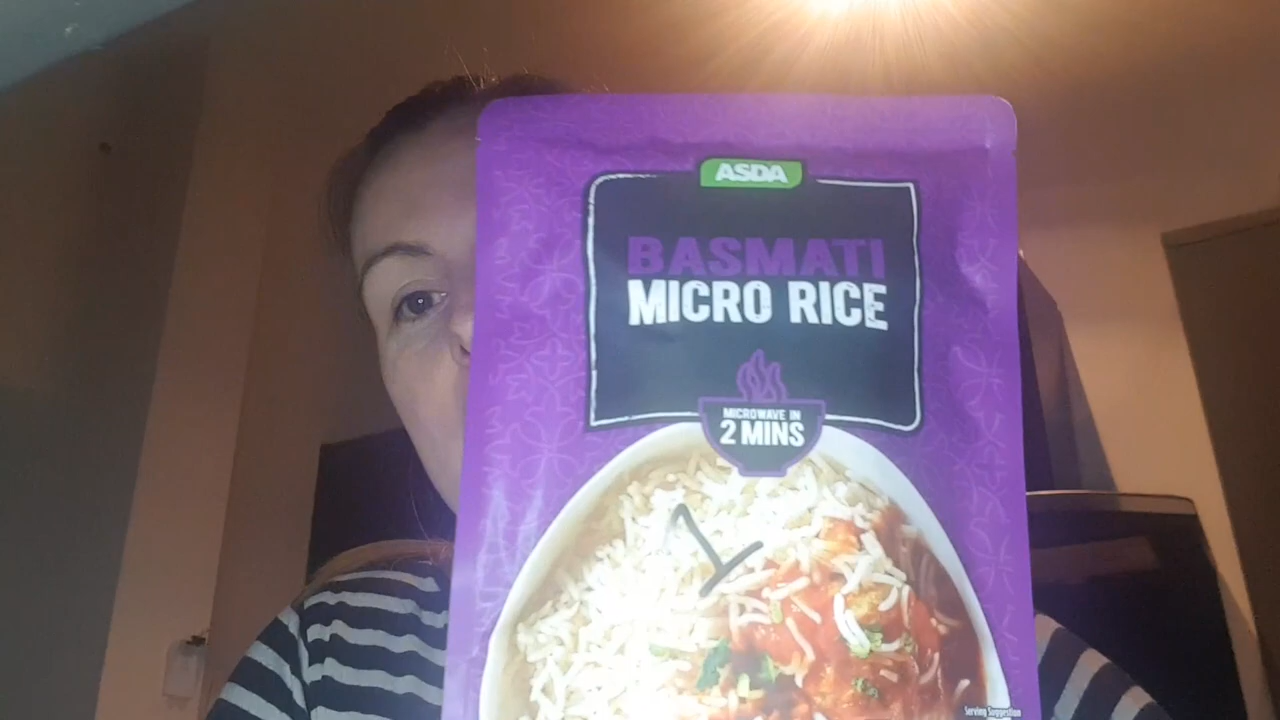 ASDA
BASMATI
MICRO RICE
MICROWAVE IN
2 MINS
Serving Suggestion